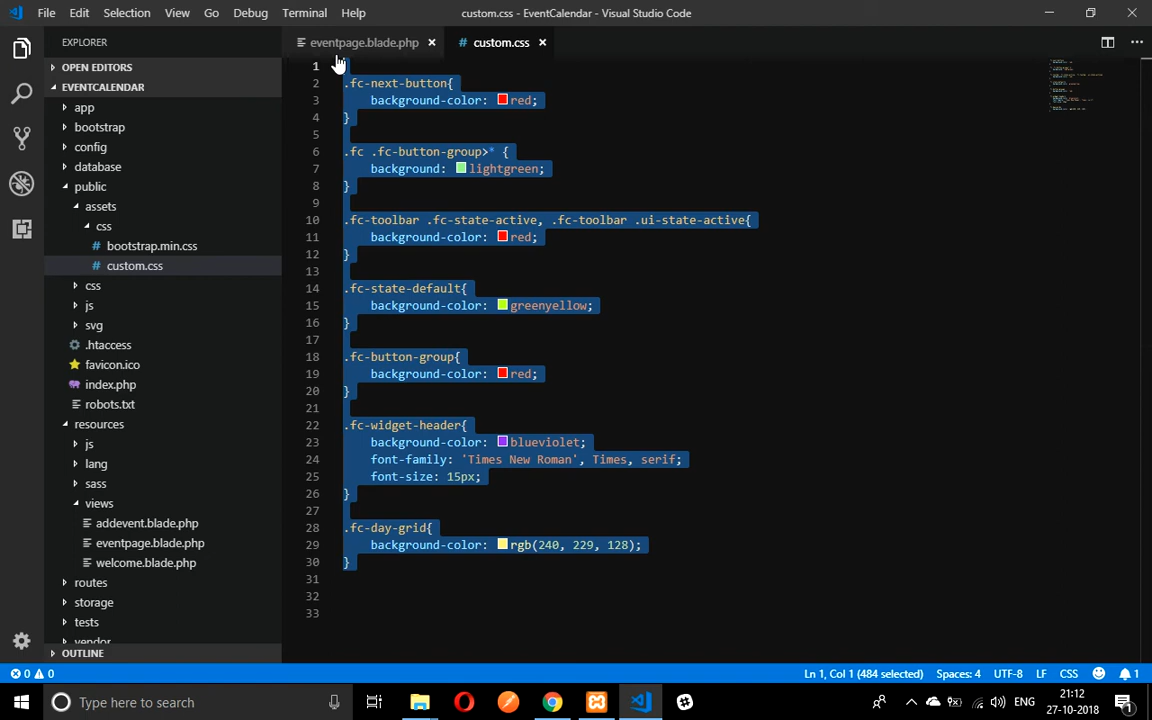 File Edit Selection View Go Debug Terminal Help custom.css - EventCalendar - Visual Studio Code
EXPLORER
eventpage.blade.php
custom.css
OPEN EDITORS
EVENTCALENDAR
app
bootstrap
config
database
public
assets
css
bootstrap.min.css
custom.css
css
js
svg
.htaccess
favicon.ico
index.php
robots.txt
resources
js
lang
sass
views
addevent.blade.php
eventpage.blade.php
welcome.blade.php
routes
storage
tests
vendor
OUTLINE
1
2 .fc-next-button{
3 background-color: red;
4 }
5
6 .fc .fc-button-group>* {
7 background: lightgreen;
8 }
9
10 .fc-toolbar .fc-state-active, .fc-toolbar .ui-state-active{
11 background-color: red;
12 }
13
14 .fc-state-default{
15 background-color: greenyellow;
16 }
17
18 .fc-button-group{
19 background-color: red;
20 }
21
22 .fc-widget-header{
23 background-color: blueviolet;
24 font-family: 'Times New Roman', Times, serif;
25 font-size: 15px;
26 }
27
28 .fc-day-grid{
29 background-color: rgb(240, 229, 128);
30 }
31
32
33
0 0 Ln 1, Col 1 (484 selected) Spaces: 4 UTF-8 LF CSS 1
Type here to search
ENG
21:12
27-10-2018
1